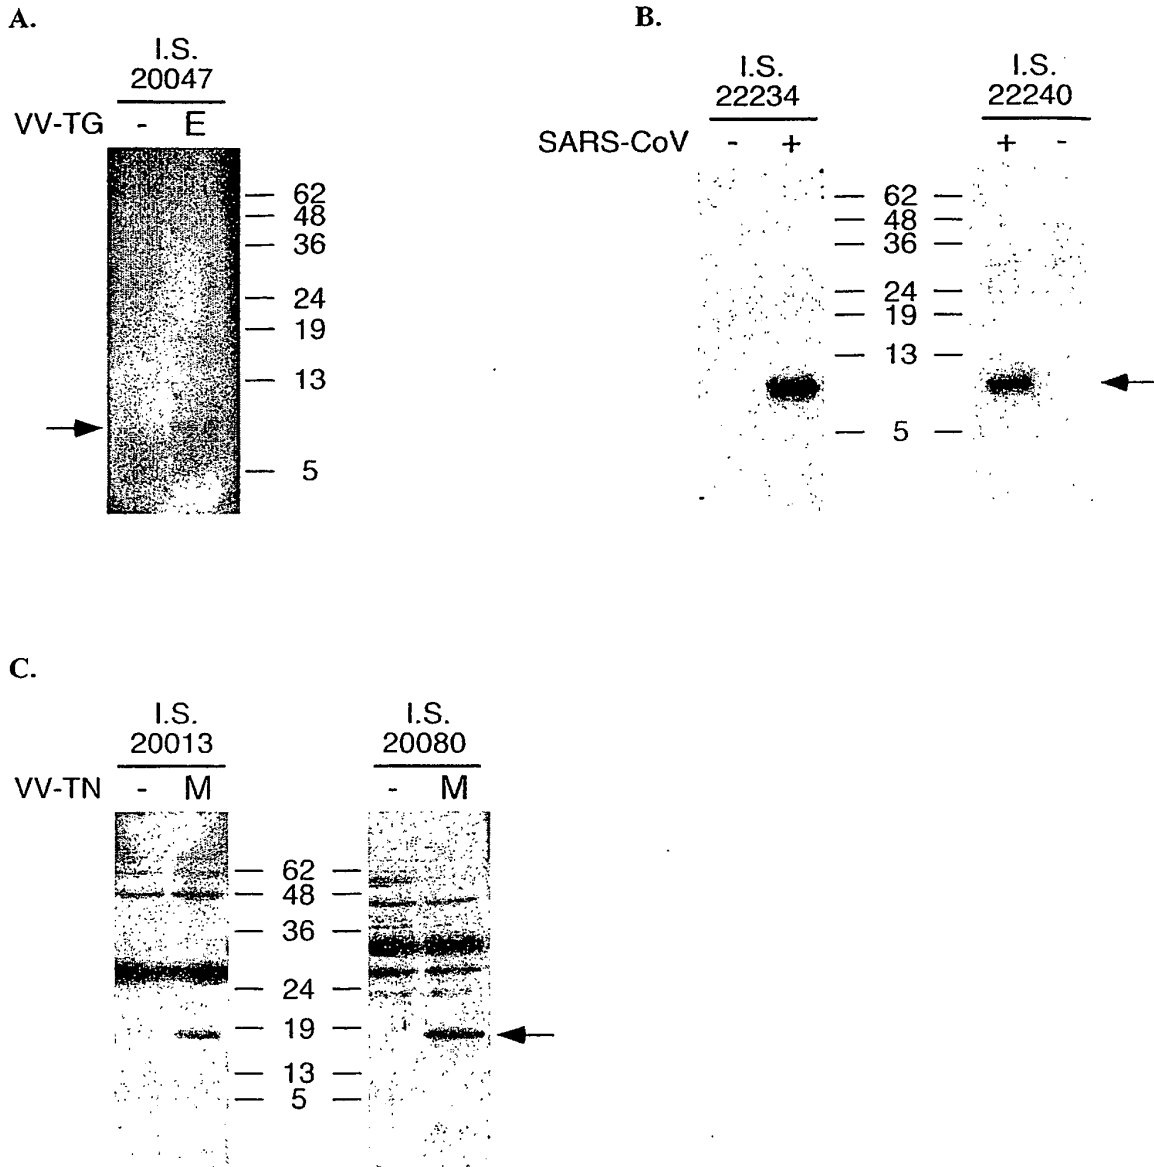 A.
I.S.
20047
VV-TG - E
62
48
36
24
19
13
5
B.
I.S.
22234
I.S.
22240
SARS-CoV - + + -
62
48
36
24
19
13
5
C.
I.S.
20013
I.S.
20080
VV-TN - M - M
62
48
36
24
19
13
5